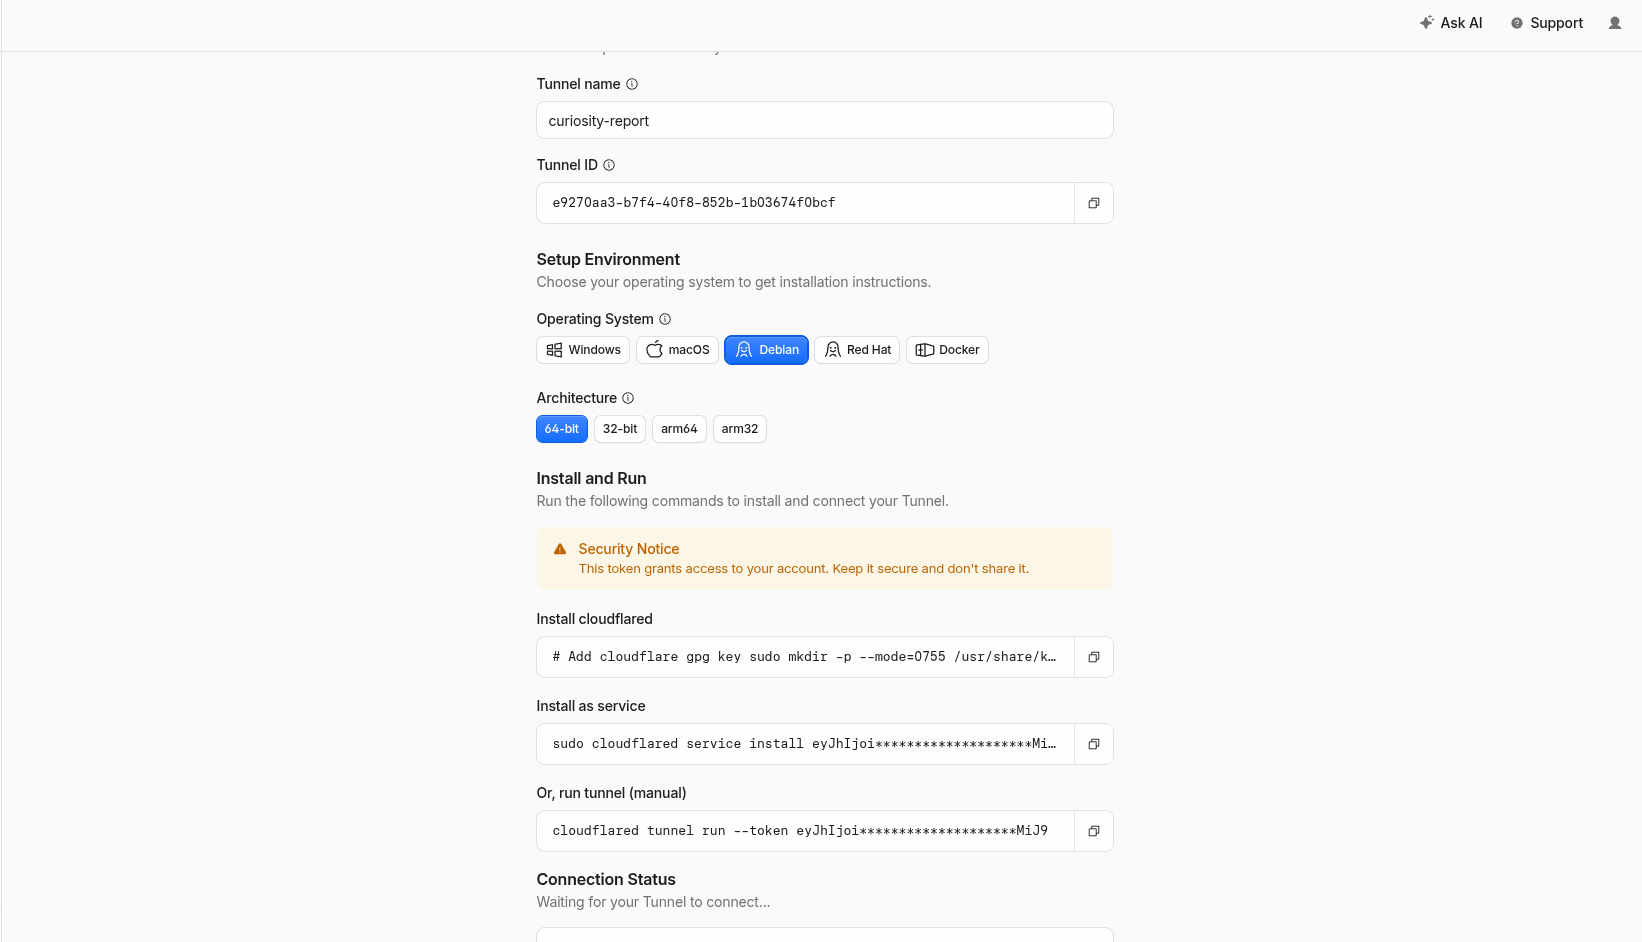 Ask AI
Support
Tunnel name
curiosity-report
Tunnel ID
e9270aa3-b7f4-40f8-852b-1b03674f0bcf
Setup Environment
Choose your operating system to get installation instructions.
Operating System
Windows macOS Debian Red Hat Docker
Architecture
64-bit 32-bit arm64 arm32
Install and Run
Run the following commands to install and connect your Tunnel.
Security Notice
This token grants access to your account. Keep it secure and don't share it.
Install cloudflared
# Add cloudflare gpg key sudo mkdir -p --mode=0755 /usr/share/k…
Install as service
sudo cloudflared service install eyJhIjoi********************Mi…
Or, run tunnel (manual)
cloudflared tunnel run --token eyJhIjoi********************MiJ9
Connection Status
Waiting for your Tunnel to connect...